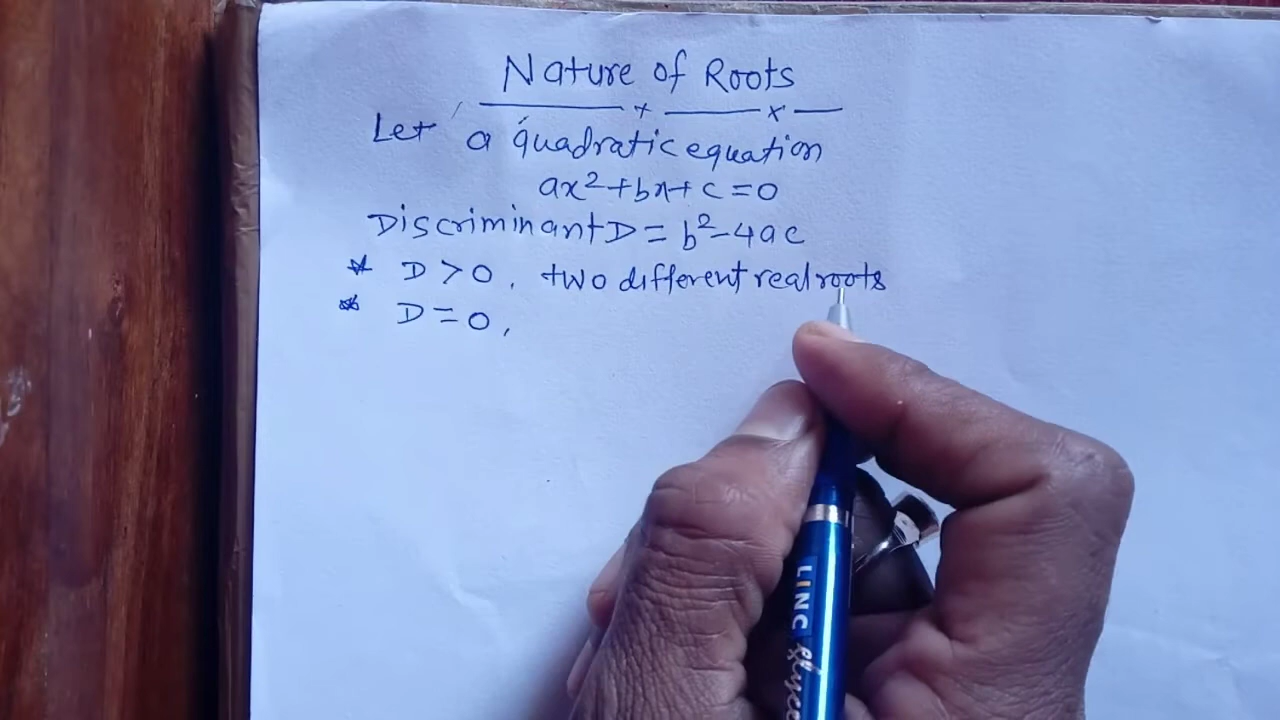 Nature of Roots
Let a quadratic equation
ax²+bx+c=0
Discriminant D = b²-4ac
* D>0, two different real roots
* D=0,
LINC